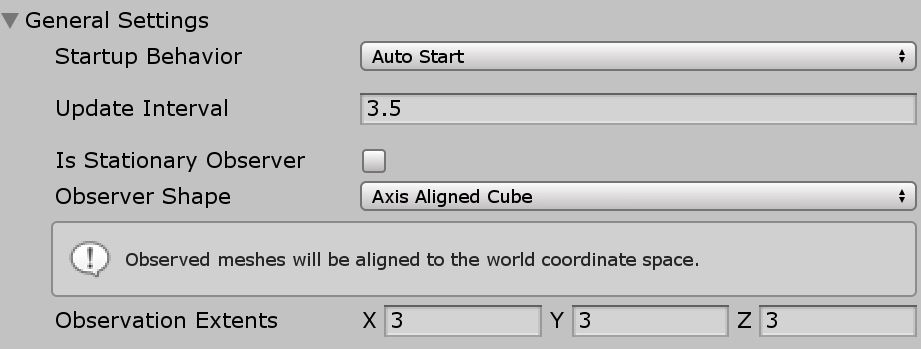 General Settings
Startup Behavior Auto Start
Update Interval 3.5
Is Stationary Observer
Observer Shape Axis Aligned Cube
Observed meshes will be aligned to the world coordinate space.
Observation Extents X 3 Y 3 Z 3